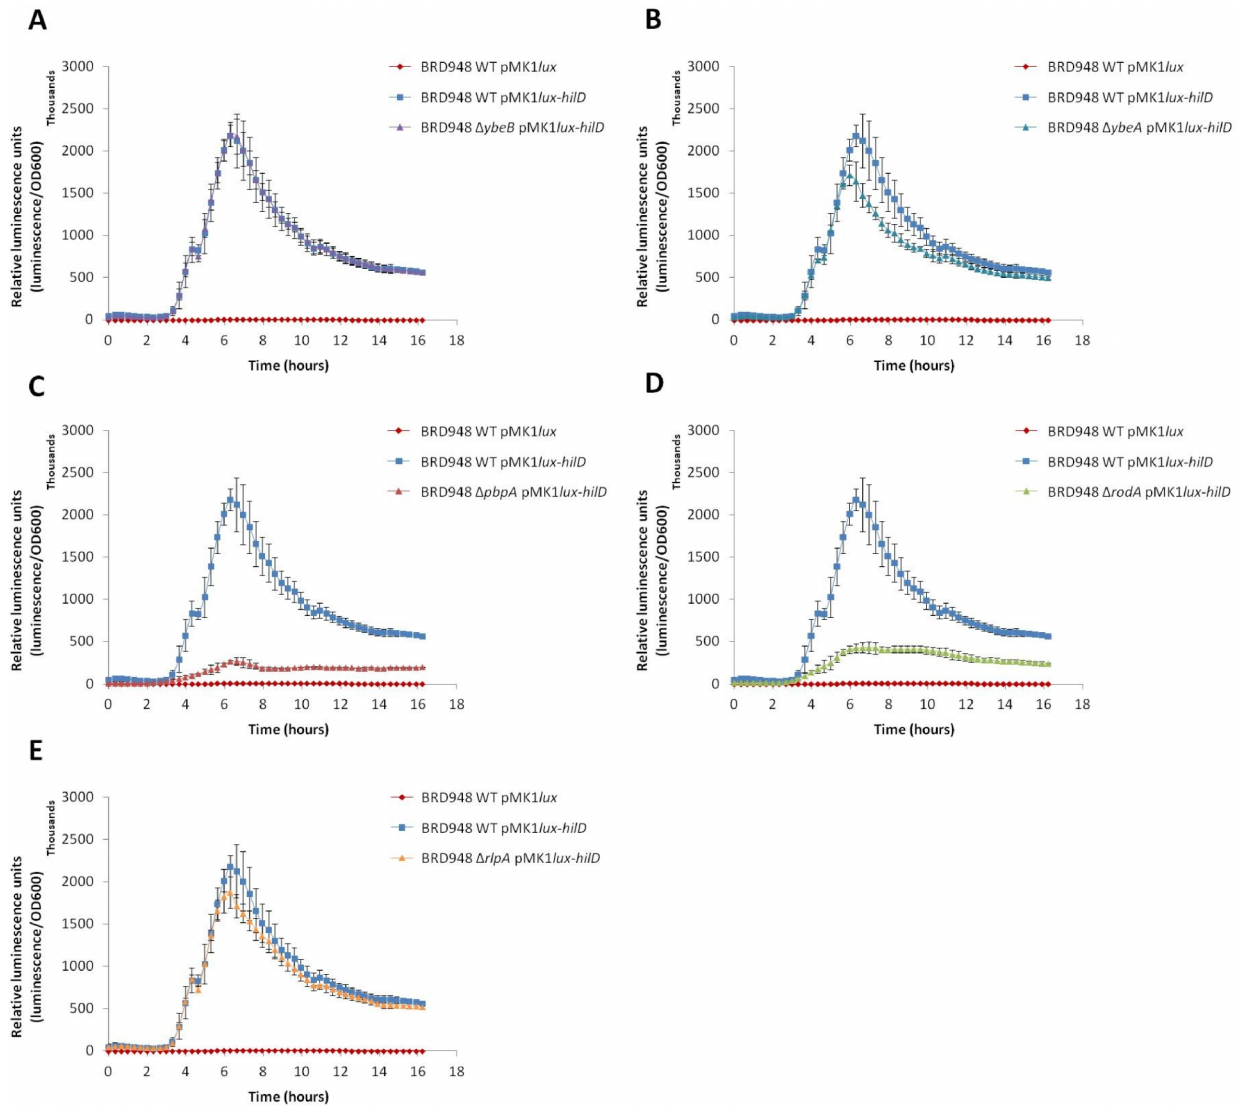 A
Relative luminescence units
(luminescence/OD600)
Thousands
3000
2500
2000
1500
1000
500
0
0 2 4 6 8 10 12 14 16 18
Time (hours)
BRD948 WT pMK1lux
BRD948 WT pMK1lux-hilD
BRD948 ΔybeB pMK1lux-hilD
B
Relative luminescence units
(luminescence/OD600)
Thousands
3000
2500
2000
1500
1000
500
0
0 2 4 6 8 10 12 14 16 18
Time (hours)
BRD948 WT pMK1lux
BRD948 WT pMK1lux-hilD
BRD948 ΔybeA pMK1lux-hilD
C
Relative luminescence units
(luminescence/OD600)
Thousands
3000
2500
2000
1500
1000
500
0
0 2 4 6 8 10 12 14 16 18
Time (hours)
BRD948 WT pMK1lux
BRD948 WT pMK1lux-hilD
BRD948 ΔpbpA pMK1lux-hilD
D
Relative luminescence units
(luminescence/OD600)
Thousands
3000
2500
2000
1500
1000
500
0
0 2 4 6 8 10 12 14 16 18
Time (hours)
BRD948 WT pMK1lux
BRD948 WT pMK1lux-hilD
BRD948 ΔrodA pMK1lux-hilD
E
Relative luminescence units
(luminescence/OD600)
Thousands
3000
2500
2000
1500
1000
500
0
0 2 4 6 8 10 12 14 16 18
Time (hours)
BRD948 WT pMK1lux
BRD948 WT pMK1lux-hilD
BRD948 ΔrlpA pMK1lux-hilD